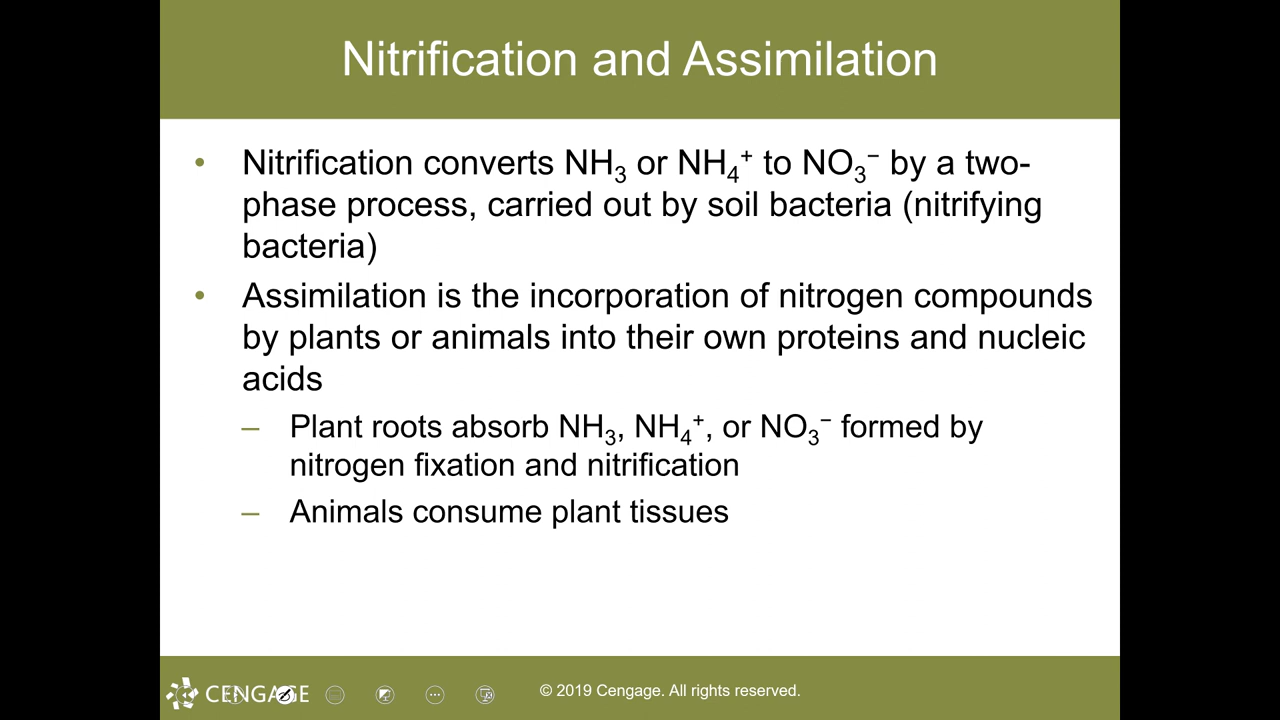 Nitrification and Assimilation
• Nitrification converts NH₃ or NH₄⁺ to NO₃⁻ by a two-
phase process, carried out by soil bacteria (nitrifying
bacteria)
• Assimilation is the incorporation of nitrogen compounds
by plants or animals into their own proteins and nucleic
acids
– Plant roots absorb NH₃, NH₄⁺, or NO₃⁻ formed by
nitrogen fixation and nitrification
– Animals consume plant tissues
CENGAGE
© 2019 Cengage. All rights reserved.